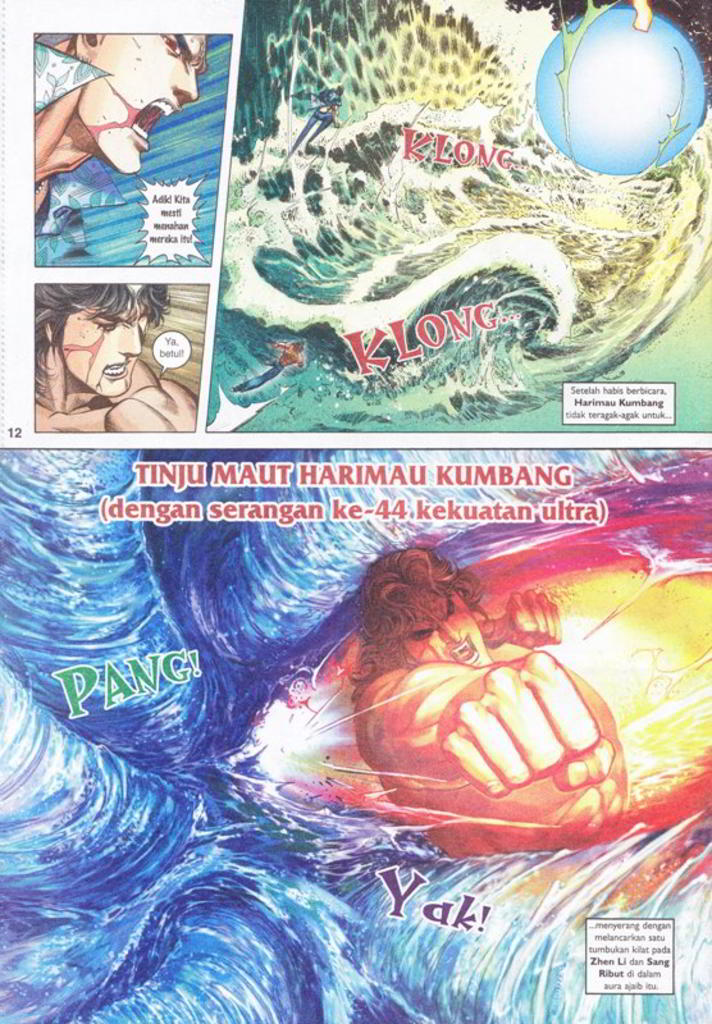 Adik! Kita
mesti
menahan
mereka itu!
KLONG...
KLONG...
Ya,
betul!
Setelah habis berbicara,
Harimau Kumbang
tidak teragak-agak untuk...
12
TINJU MAUT HARIMAU KUMBANG
(dengan serangan ke-44 kekuatan ultra)
PANG!
Yak!
...menyerang dengan
melancarkan satu
tumbukan kilat pada
Zhen Li dan Sang
Ribut di dalam
aura ajaib itu.